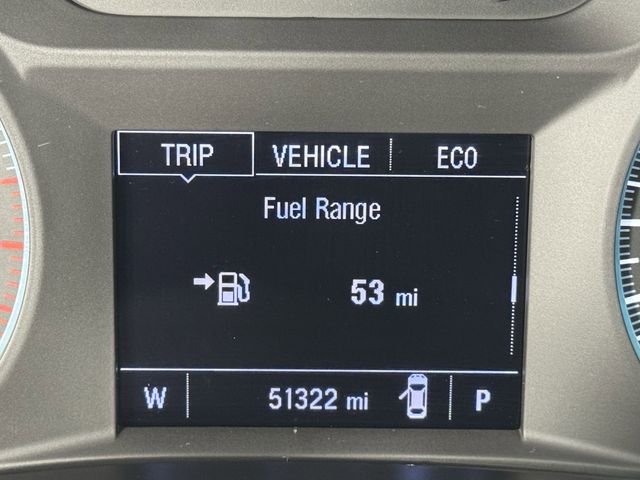 TRIP VEHICLE ECO
Fuel Range
53 mi
W 51322 mi P